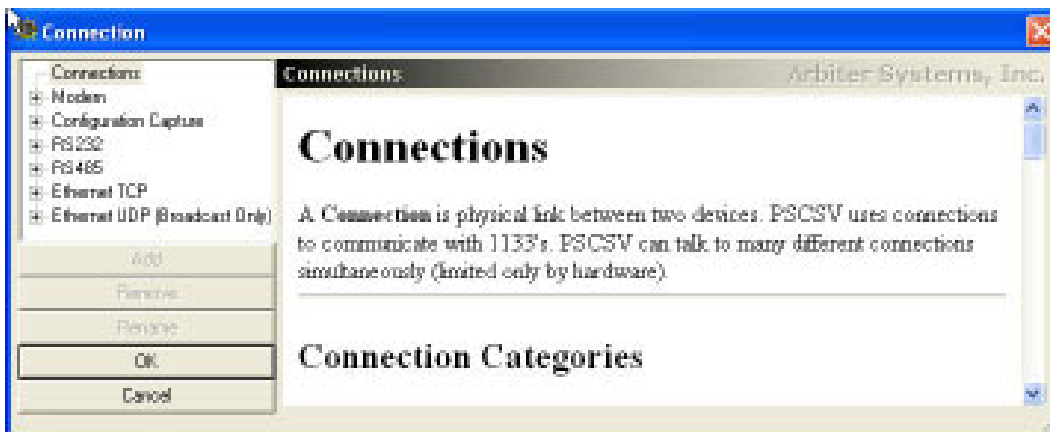 Connection
Connections
Modem
Configuration Capture
RS232
RS485
Ethernet TCP
Ethernet UDP (Broadcast Only)
Add
Remove
Rename
OK
Cancel
Connections
Arbiter Systems, Inc.
Connections
A Connection is physical link between two devices. PSCSV uses connections
to communicate with 1133's. PSCSV can talk to many different connections
simultaneously (limited only by hardware).
Connection Categories